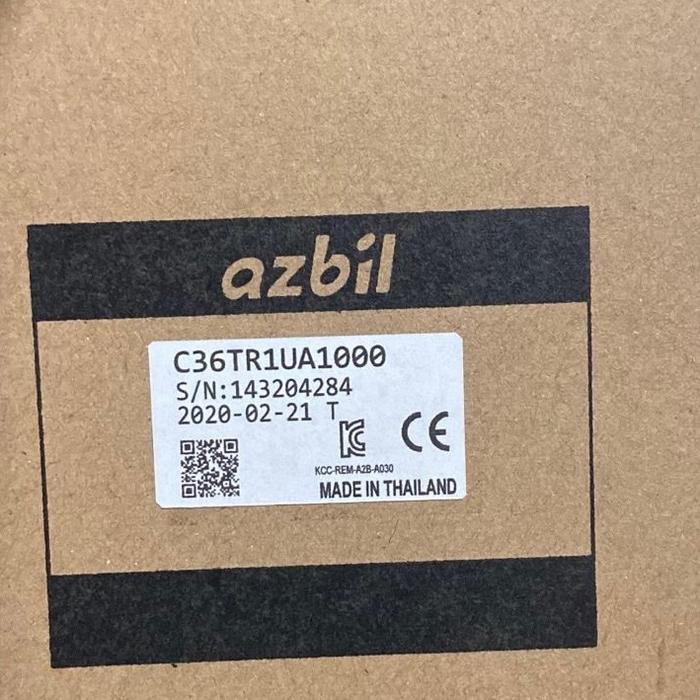 azbil
C36TR1UA1000
S/N:143204284
2020-02-21 T
CE
KCC-REM-A2B-A030
MADE IN THAILAND